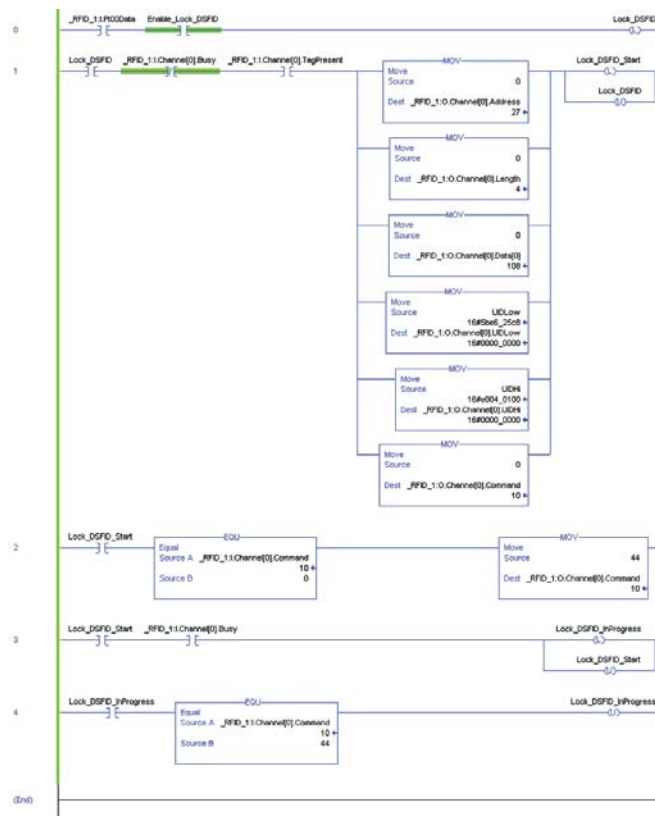 _RFID_1:I.Pt00Data Enable_Lock_DSFID Lock_DSFID
0
Lock_DSFID _RFID_1:I.Channel[0].Busy _RFID_1:I.Channel[0].TagPresent MOV Lock_DSFID_Start
1
Move
Source 0
Lock_DSFID
Dest _RFID_1:O.Channel[0].Address
27
MOV
Move
Source 0
Dest _RFID_1:O.Channel[0].Length
4
MOV
Move
Source 0
Dest _RFID_1:O.Channel[0].Data[0]
108
MOV
Move
Source UIDLow
16#5be6_25c8
Dest _RFID_1:O.Channel[0].UIDLow
16#0000_0000
MOV
Move
Source UIDHi
16#e004_0100
Dest _RFID_1:O.Channel[0].UIDHi
16#0000_0000
MOV
Move
Source 0
Dest _RFID_1:O.Channel[0].Command
10
Lock_DSFID_Start EQU MOV
2
Equal Move
Source A _RFID_1:I.Channel[0].Command Source 44
10
Source B 0 Dest _RFID_1:O.Channel[0].Command
10
Lock_DSFID_Start _RFID_1:I.Channel[0].Busy Lock_DSFID_InProgress
3
Lock_DSFID_Start
Lock_DSFID_InProgress EQU Lock_DSFID_InProgress
4
Equal
Source A _RFID_1:I.Channel[0].Command
10
Source B 44
(End)